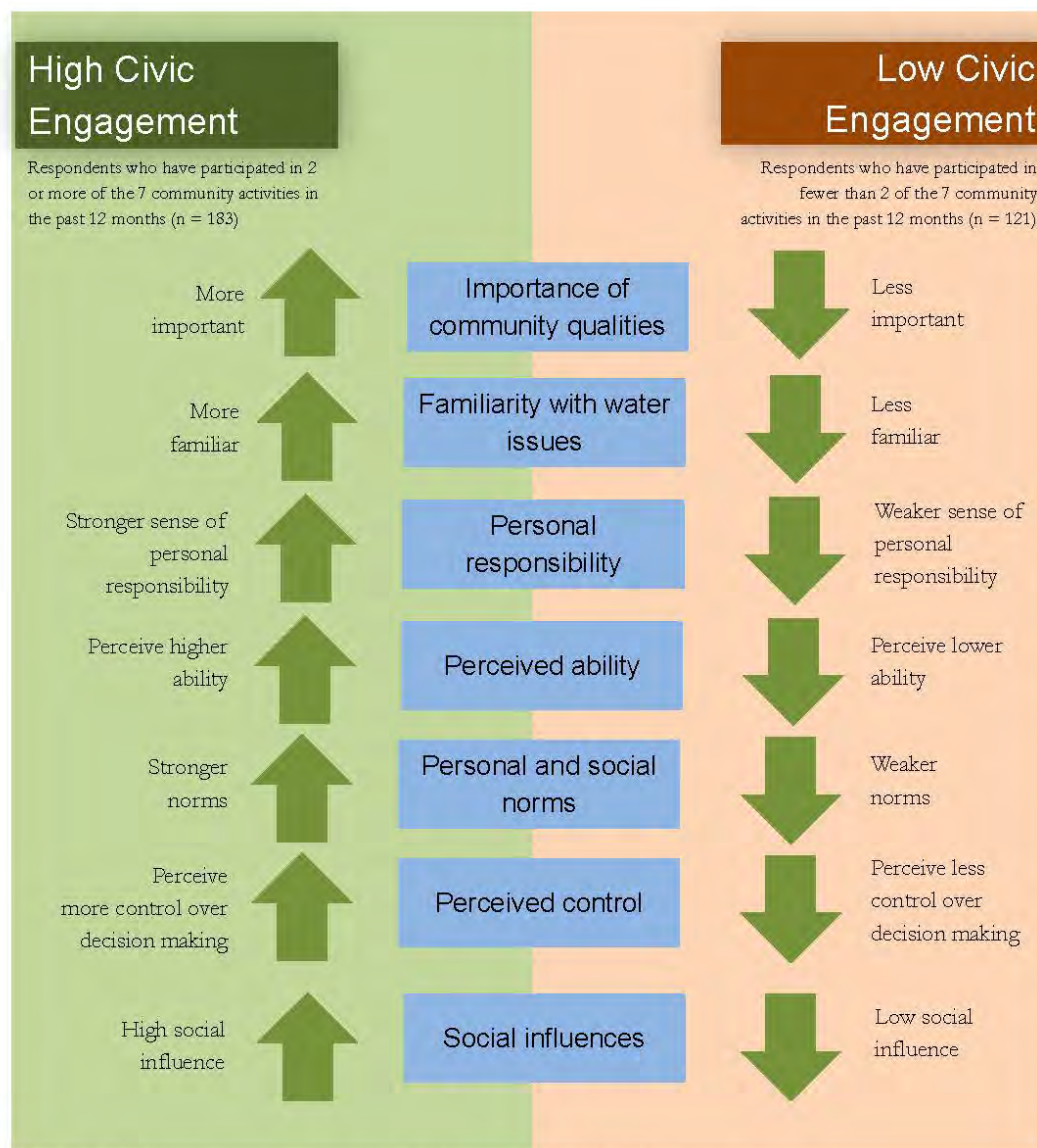 High Civic
Engagement
Respondents who have participated in 2
or more of the 7 community activities in
the past 12 months (n = 183)
Low Civic
Engagement
Respondents who have participated in
fewer than 2 of the 7 community
activities in the past 12 months (n = 121)
More
important
Importance of
community qualities
Less
important
More
familiar
Familiarity with water
issues
Less
familiar
Stronger sense of
personal
responsibility
Personal
responsibility
Weaker sense of
personal
responsibility
Perceive higher
ability
Perceived ability
Perceive lower
ability
Stronger
norms
Personal and social
norms
Weaker
norms
Perceive
more control over
decision making
Perceived control
Perceive less
control over
decision making
High social
influence
Social influences
Low social
influence